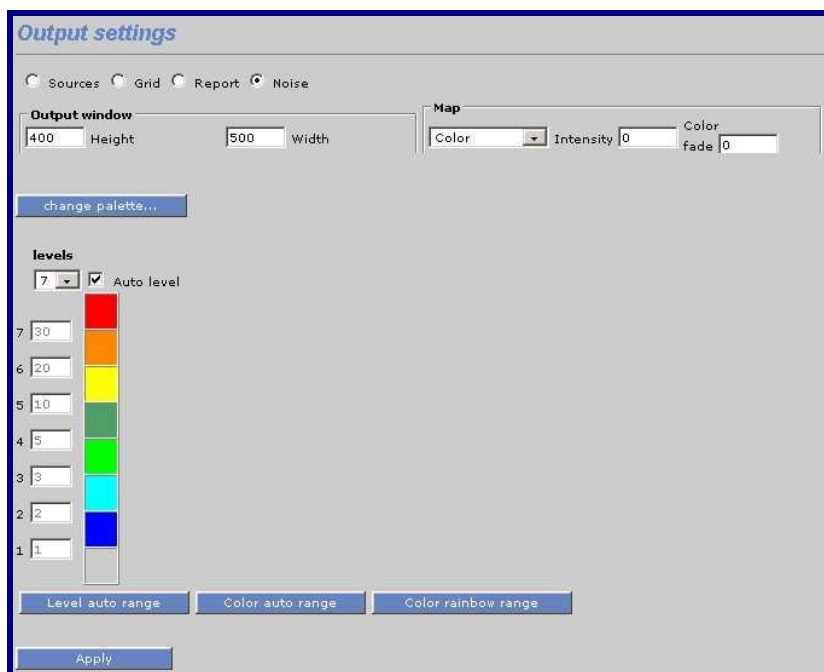 Output settings
Sources Grid Report Noise
Output window
400 Height 500 Width
Map
Color Intensity 0 Color fade 0
change palette...
levels
7 Auto level
7 30
6 20
5 10
4 5
3 3
2 2
1 1
Level auto range Color auto range Color rainbow range
Apply